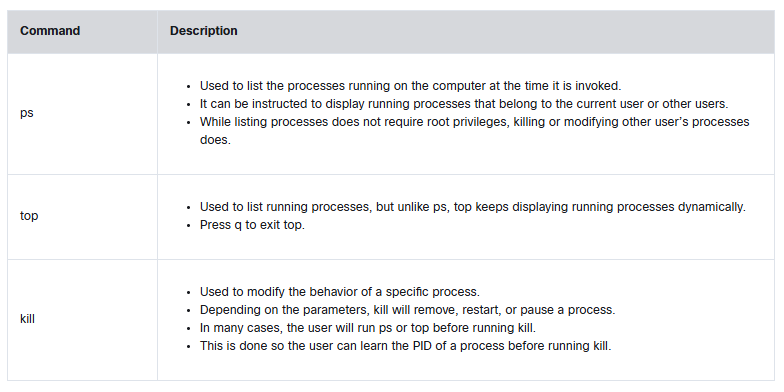 Command Description
ps
Used to list the processes running on the computer at the time it is invoked.
It can be instructed to display running processes that belong to the current user or other users.
While listing processes does not require root privileges, killing or modifying other user’s processes
does.
top
Used to list running processes, but unlike ps, top keeps displaying running processes dynamically.
Press q to exit top.
kill
Used to modify the behavior of a specific process.
Depending on the parameters, kill will remove, restart, or pause a process.
In many cases, the user will run ps or top before running kill.
This is done so the user can learn the PID of a process before running kill.